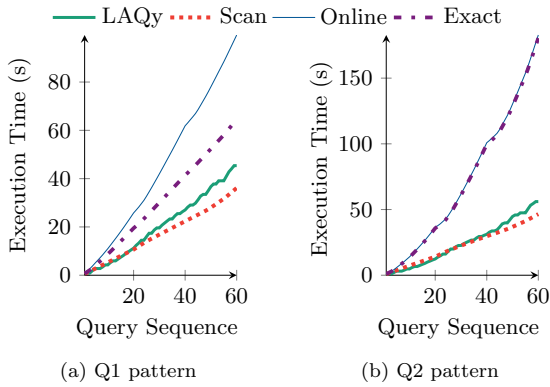 LAQy Scan Online Exact
Execution Time (s)
80
60
40
20
0
20
40
60
Query Sequence
(a) Q1 pattern
Execution Time (s)
150
100
50
0
20
40
60
Query Sequence
(b) Q2 pattern